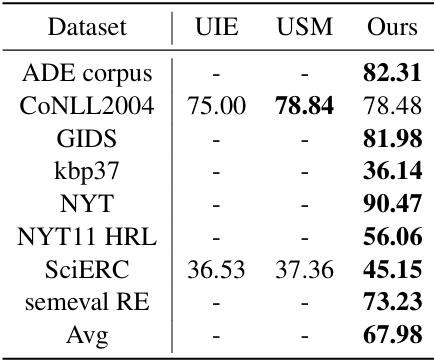 Dataset UIE USM Ours
ADE corpus - - 82.31
CoNLL2004 75.00 78.84 78.48
GIDS - - 81.98
kbp37 - - 36.14
NYT - - 90.47
NYT11 HRL - - 56.06
SciERC 36.53 37.36 45.15
semeval RE - - 73.23
Avg - - 67.98